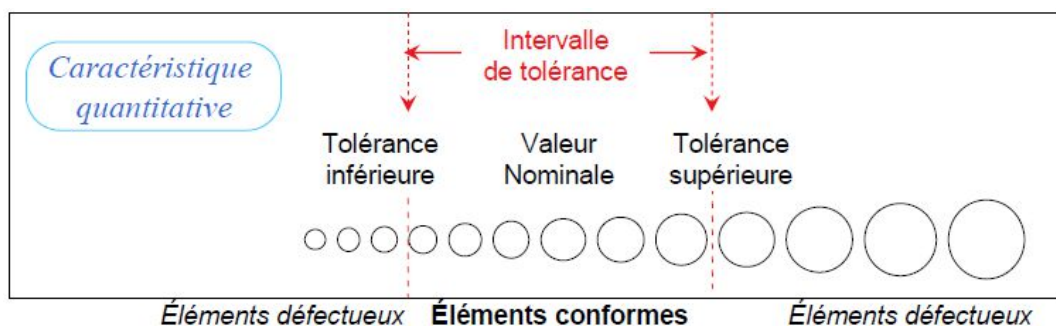 Caractéristique
quantitative
Intervalle
de tolérance
Tolérance
inférieure
Valeur
Nominale
Tolérance
supérieure
Éléments défectueux Éléments conformes Éléments défectueux